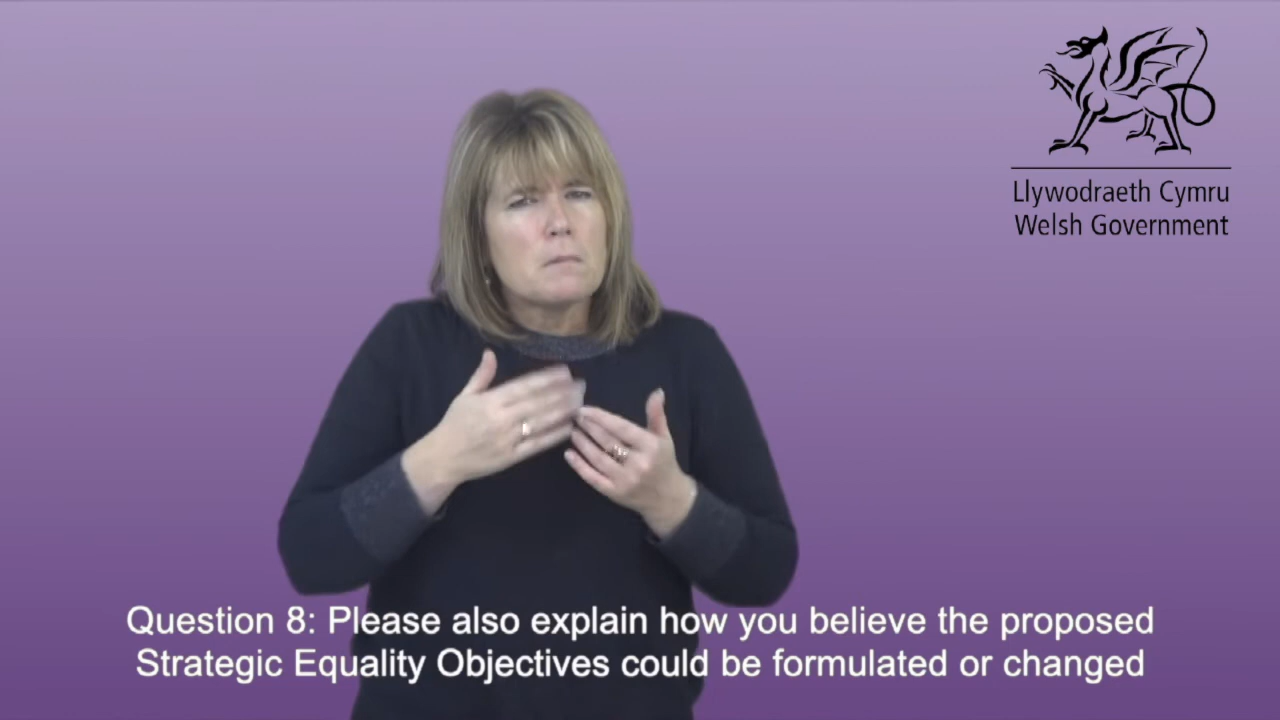 Llywodraeth Cymru
Welsh Government
Question 8: Please also explain how you believe the proposed
Strategic Equality Objectives could be formulated or changed